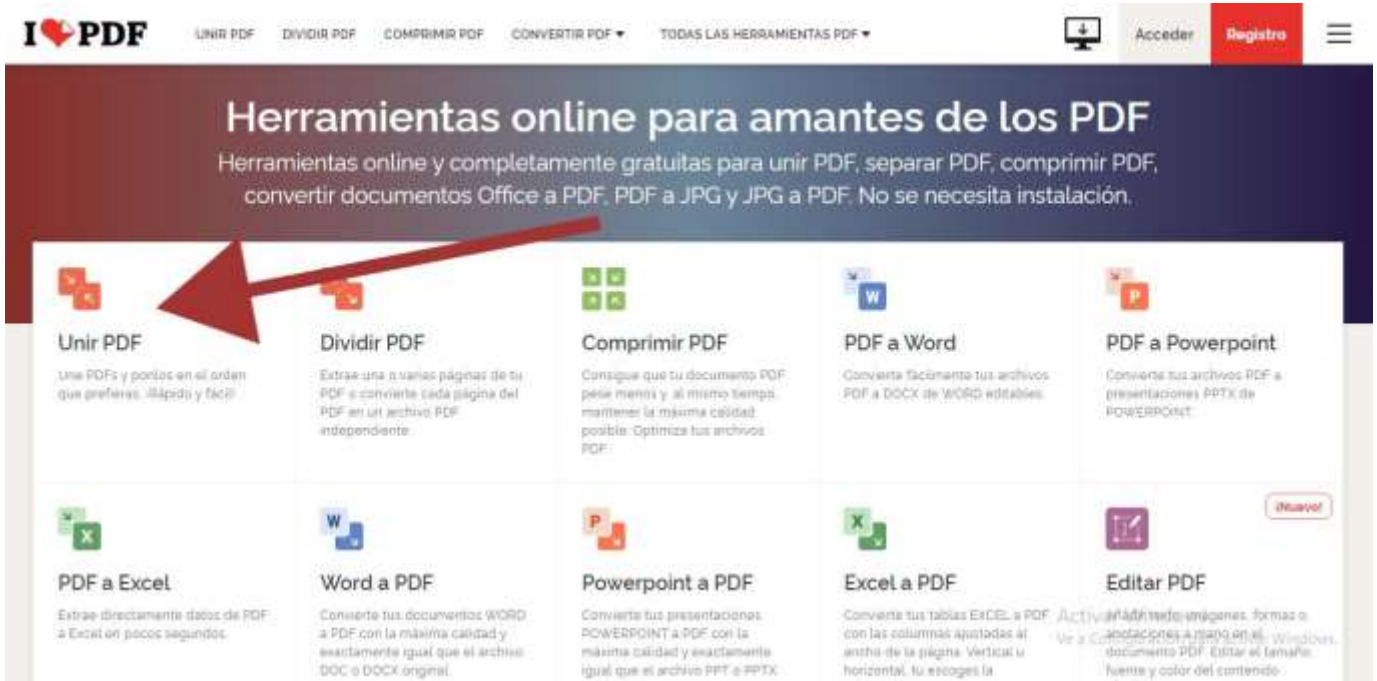 I PDF
UNIR PDF
DIVIDIR PDF
COMPRIMIR PDF
CONVERTIR PDF
TODAS LAS HERRAMIENTAS PDF
Acceder
Registro
Herramientas online para amantes de los PDF
Herramientas online y completamente gratuitas para unir PDF, separar PDF, comprimir PDF,
convertir documentos Office a PDF, PDF a JPG y JPG a PDF. No se necesita instalación.
Unir PDF
Une PDFs y ponlos en el orden
que prefieras. ¡Rápido y fácil!
Dividir PDF
Extrae una o varias páginas de tu
PDF o convierte cada página del
PDF en un archivo PDF
independiente.
Comprimir PDF
Consigue que tu documento PDF
pese menos y, al mismo tiempo,
mantener la máxima calidad
posible. Optimiza tus archivos
PDF.
PDF a Word
Convierte fácilmente tus archivos
PDF a DOCX de WORD editables.
PDF a Powerpoint
Convierte tus archivos PDF a
presentaciones PPTX de
POWERPOINT.
PDF a Excel
Extrae directamente datos de PDF
a Excel en pocos segundos.
W
Word a PDF
Convierte tus documentos WORD
a PDF con la máxima calidad y
exactamente igual que el archivo
DOC o DOCX original.
P
Powerpoint a PDF
Convierte tus presentaciones
POWERPOINT a PDF con la
máxima calidad y exactamente
igual que el archivo PPT o PPTX
X
Excel a PDF
Convierte tus tablas EXCEL a PDF
con las columnas ajustadas al
ancho de la página. Vertical u
horizontal, tu escoges la
¡Nuevo!
Editar PDF
Añade texto, imágenes, formas o
anotaciones a mano en el
documento PDF. Editar el tamaño,
fuente y color del contenido